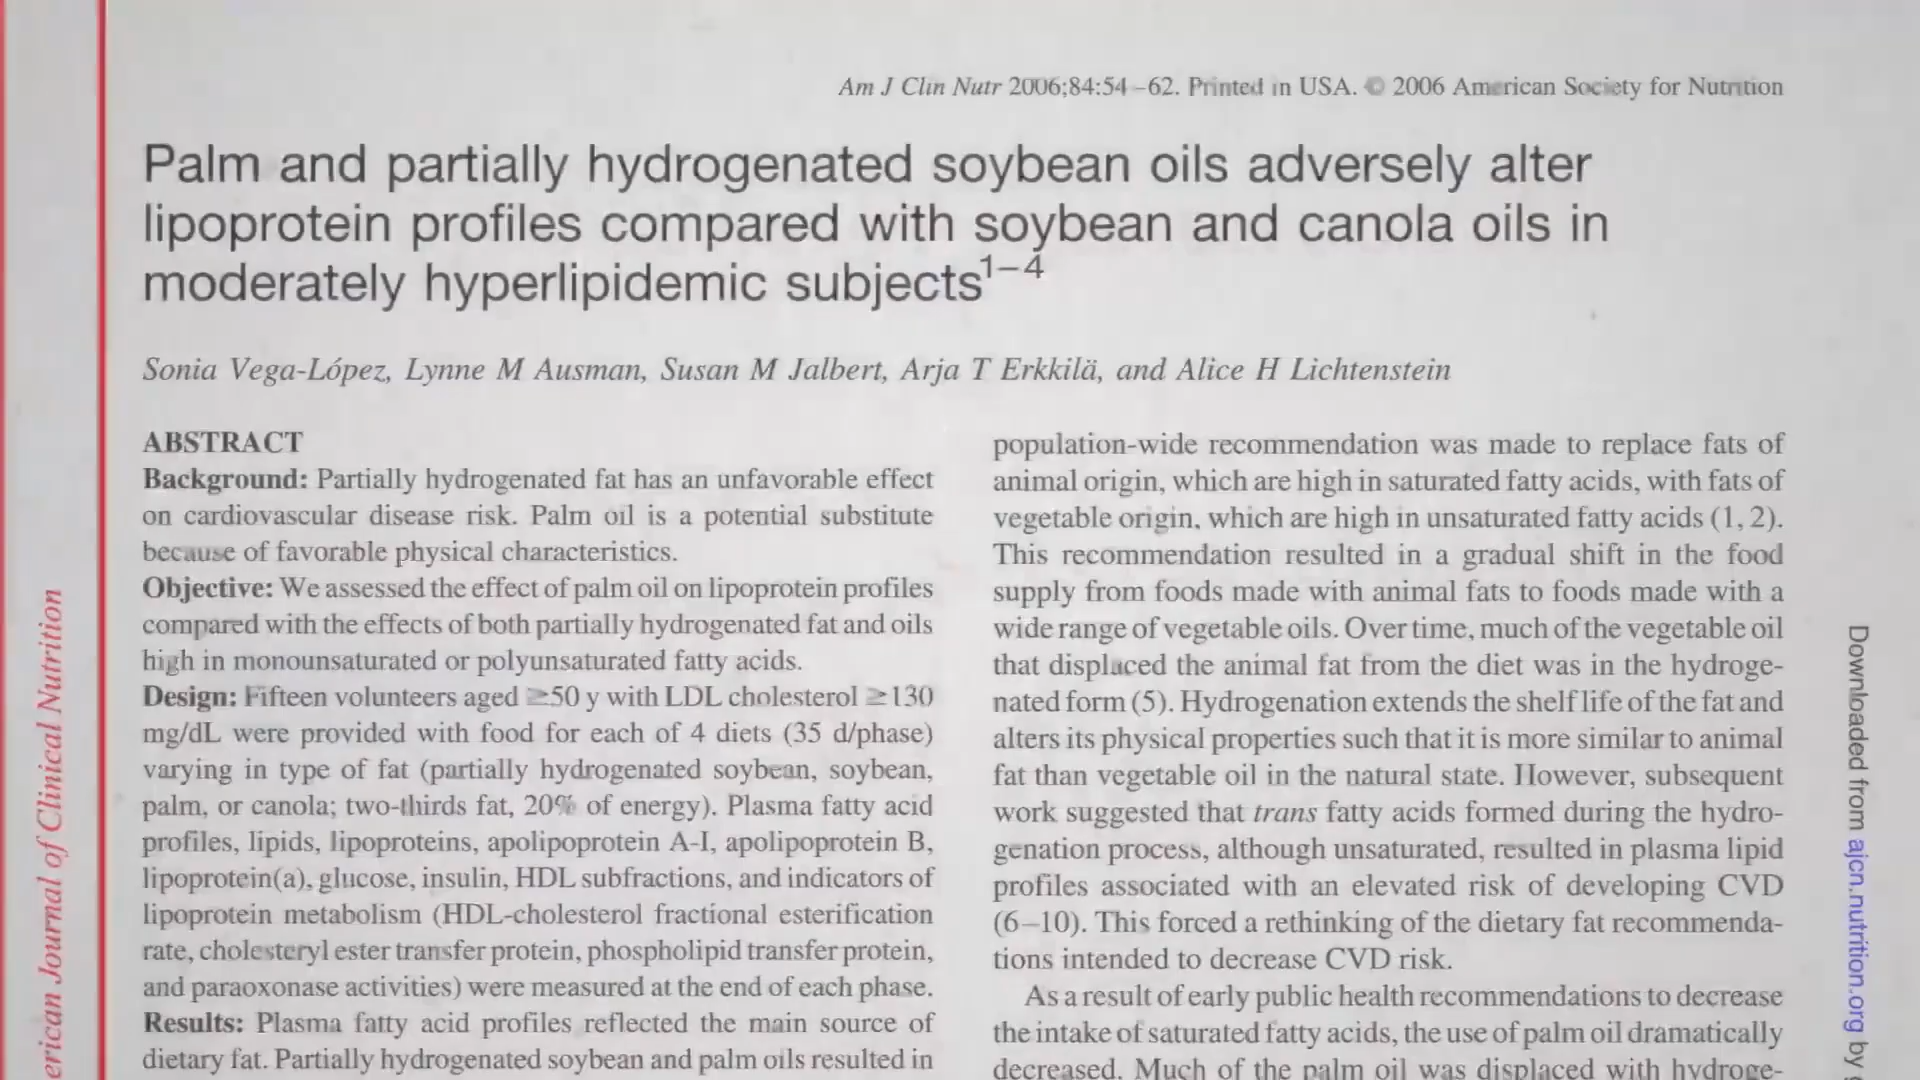 Am J Clin Nutr 2006;84:54–62. Printed in USA. © 2006 American Society for Nutrition
Palm and partially hydrogenated soybean oils adversely alter
lipoprotein profiles compared with soybean and canola oils in
moderately hyperlipidemic subjects1–4
Sonia Vega-López, Lynne M Ausman, Susan M Jalbert, Arja T Erkkilä, and Alice H Lichtenstein
ABSTRACT
Background: Partially hydrogenated fat has an unfavorable effect
on cardiovascular disease risk. Palm oil is a potential substitute
because of favorable physical characteristics.
Objective: We assessed the effect of palm oil on lipoprotein profiles
compared with the effects of both partially hydrogenated fat and oils
high in monounsaturated or polyunsaturated fatty acids.
Design: Fifteen volunteers aged ≥50 y with LDL cholesterol ≥130
mg/dL were provided with food for each of 4 diets (35 d/phase)
varying in type of fat (partially hydrogenated soybean, soybean,
palm, or canola; two-thirds fat, 20% of energy). Plasma fatty acid
profiles, lipids, lipoproteins, apolipoprotein A-I, apolipoprotein B,
lipoprotein(a), glucose, insulin, HDL subfractions, and indicators of
lipoprotein metabolism (HDL-cholesterol fractional esterification
rate, cholesteryl ester transfer protein, phospholipid transfer protein,
and paraoxonase activities) were measured at the end of each phase.
Results: Plasma fatty acid profiles reflected the main source of
dietary fat. Partially hydrogenated soybean and palm oils resulted in
population-wide recommendation was made to replace fats of
animal origin, which are high in saturated fatty acids, with fats of
vegetable origin, which are high in unsaturated fatty acids (1, 2).
This recommendation resulted in a gradual shift in the food
supply from foods made with animal fats to foods made with a
wide range of vegetable oils. Over time, much of the vegetable oil
that displaced the animal fat from the diet was in the hydroge-
nated form (5). Hydrogenation extends the shelf life of the fat and
alters its physical properties such that it is more similar to animal
fat than vegetable oil in the natural state. However, subsequent
work suggested that trans fatty acids formed during the hydro-
genation process, although unsaturated, resulted in plasma lipid
profiles associated with an elevated risk of developing CVD
(6–10). This forced a rethinking of the dietary fat recommenda-
tions intended to decrease CVD risk.
As a result of early public health recommendations to decrease
the intake of saturated fatty acids, the use of palm oil dramatically
decreased. Much of the palm oil was displaced with hydroge-
erican Journal of Clinical Nutrition
Downloaded from ajcn.nutrition.org by